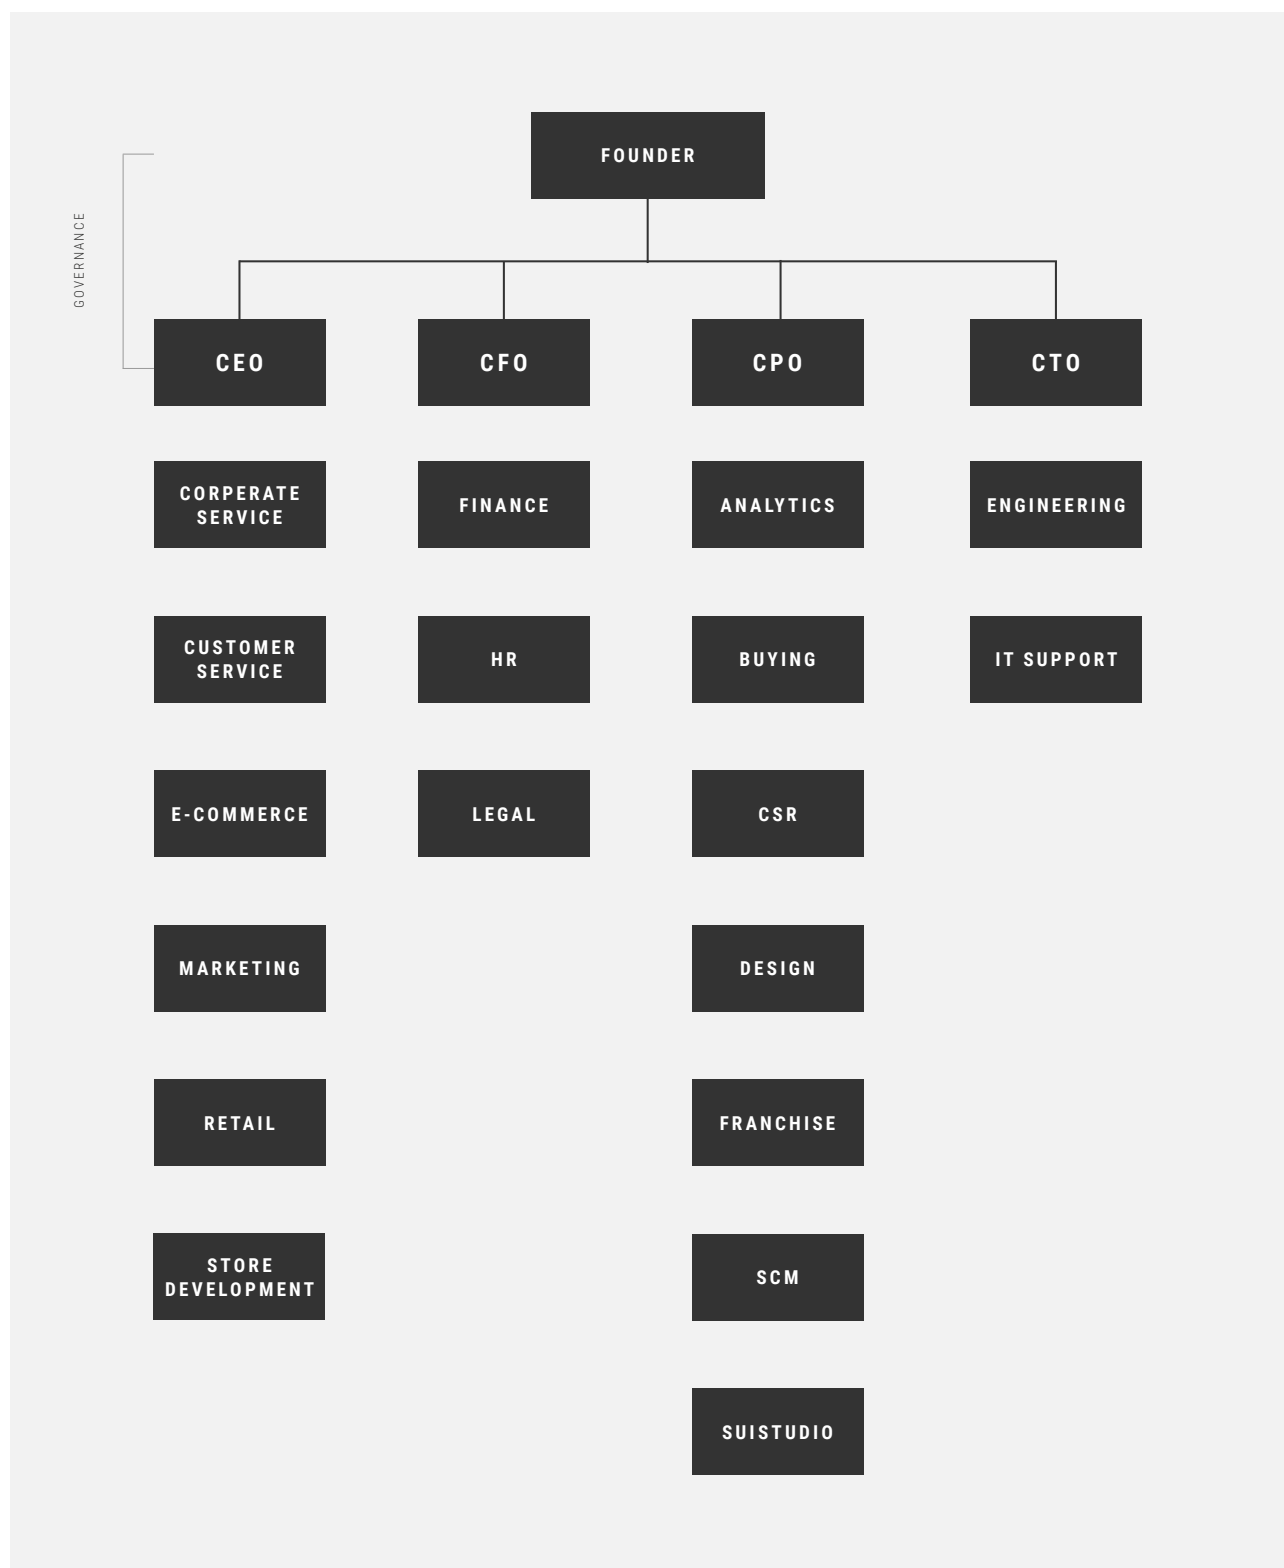 FOUNDER
GOVERNANCE
CEO
CFO
CPO
CTO
CORPERATE
SERVICE
FINANCE
ANALYTICS
ENGINEERING
CUSTOMER
SERVICE
HR
BUYING
IT SUPPORT
E-COMMERCE
LEGAL
CSR
MARKETING
DESIGN
RETAIL
FRANCHISE
STORE
DEVELOPMENT
SCM
SUISTUDIO